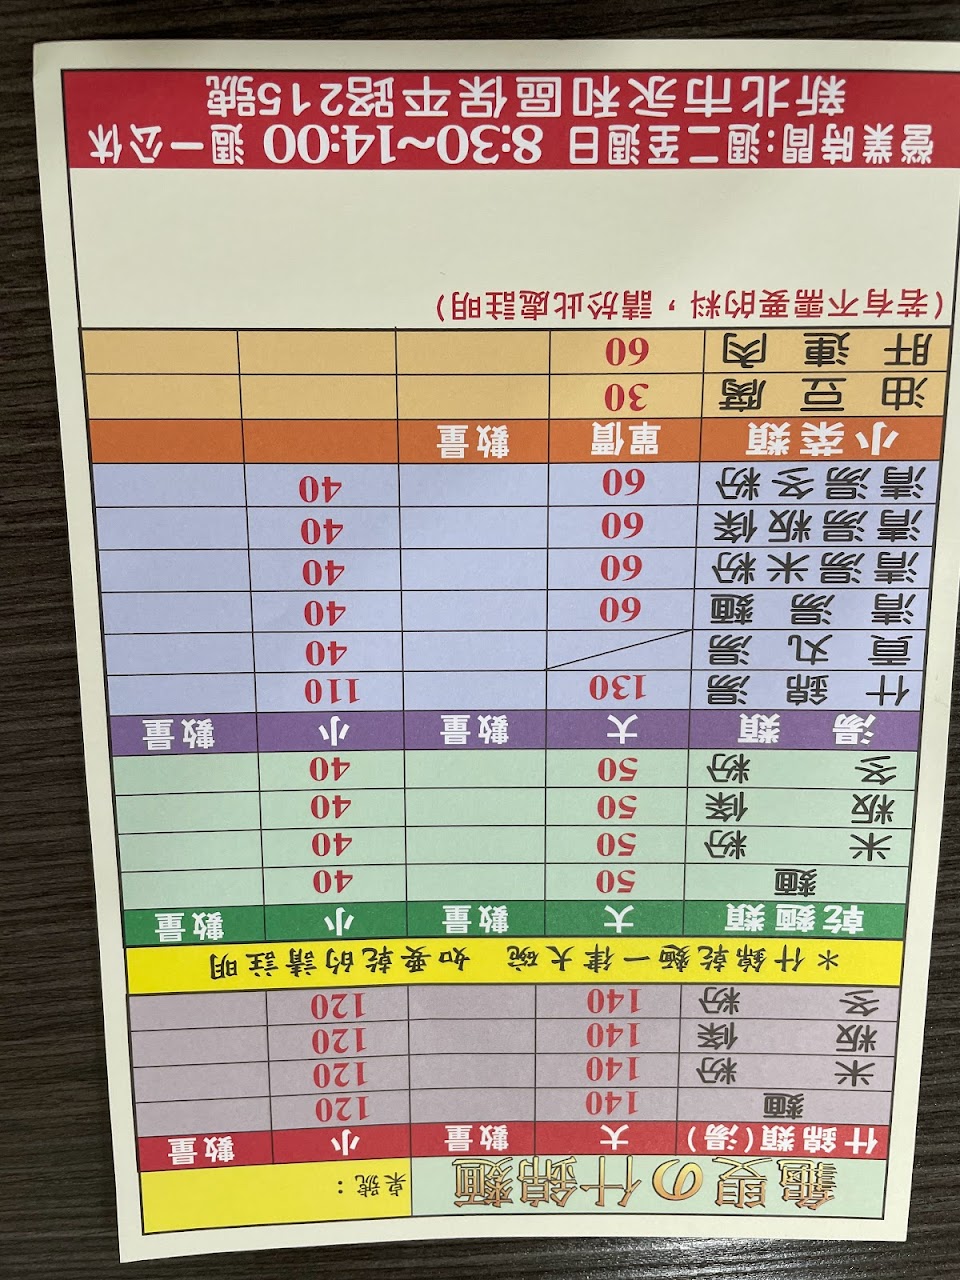 龜叟の什錦麵 桌號：
什錦類(湯) 大 數量 小 數量
麵 140 120
米粉 140 120
粄條 140 120
冬粉 140 120
＊什錦乾麵一律大碗 如要乾的請註明
乾麵類 大 數量 小 數量
麵 50 40
米粉 50 40
粄條 50 40
冬粉 50 40
湯類 大 數量 小 數量
什錦湯 130 110
貢丸湯 40
清湯麵 60 40
清湯米粉 60 40
清湯粄條 60 40
清湯冬粉 60 40
小菜類 單價 數量
油豆腐 30
肝連肉 60
(若有不需要的料，請於此處註明)
營業時間：週二至週日 8:30~14:00 週一公休
新北市永和區保平路215號